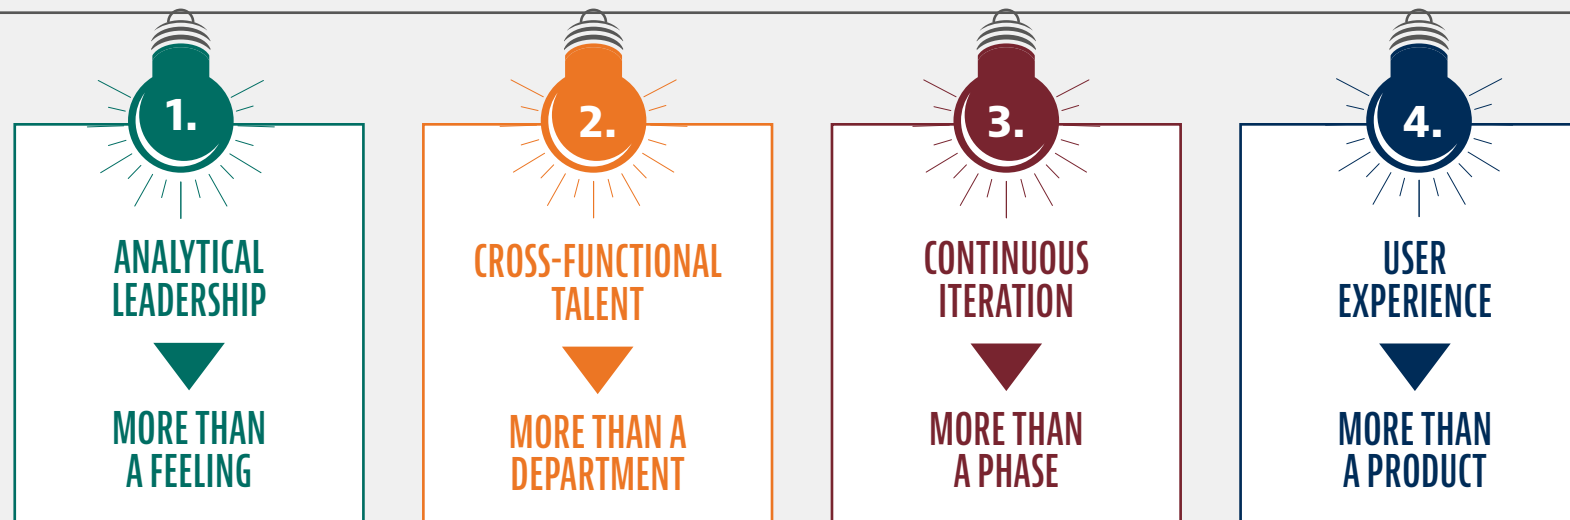 1.
ANALYTICAL
LEADERSHIP
MORE THAN
A FEELING
2.
CROSS-FUNCTIONAL
TALENT
MORE THAN A
DEPARTMENT
3.
CONTINUOUS
ITERATION
MORE THAN
A PHASE
4.
USER
EXPERIENCE
MORE THAN
A PRODUCT